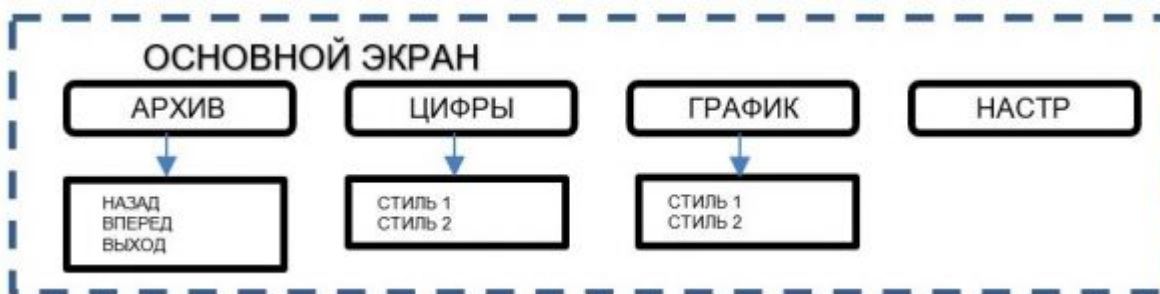 ОСНОВНОЙ ЭКРАН
АРХИВ
ЦИФРЫ
ГРАФИК
НАСТР
НАЗАД
ВПЕРЕД
ВЫХОД
СТИЛЬ 1
СТИЛЬ 2
СТИЛЬ 1
СТИЛЬ 2